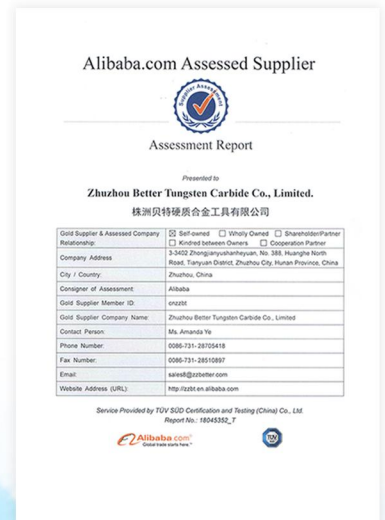 Alibaba.com Assessed Supplier
Supplier Assessment
Assessment Report
Presented to
Zhuzhou Better Tungsten Carbide Co., Limited.
株洲贝特硬质合金工具有限公司
Gold Supplier & Assessed Company Relationship: ☒ Self-owned ☐ Wholly Owned ☐ Shareholder/Partner
☐ Kindred between Owners ☐ Cooperation Partner
Company Address 3-3402 Zhongjianyushanheyuan, No. 388, Huanghe North
Road, Tianyuan District, Zhuzhou City, Hunan Province, China
City / Country: Zhuzhou, China
Consigner of Assessment: Alibaba
Gold Supplier Member ID: cnzzbt
Gold Supplier Company Name: Zhuzhou Better Tungsten Carbide Co., Limited
Contact Person: Ms. Amanda Ye
Phone Number: 0086-731- 28705418
Fax Number: 0086-731- 28510897
Email: sales8@zzbetter.com
Website Address (URL): http://zzbt.en.alibaba.com
Service Provided by TÜV SÜD Certification and Testing (China) Co., Ltd.
Report No.: 18045352_T
Alibaba.com
Global trade starts here.
TÜV